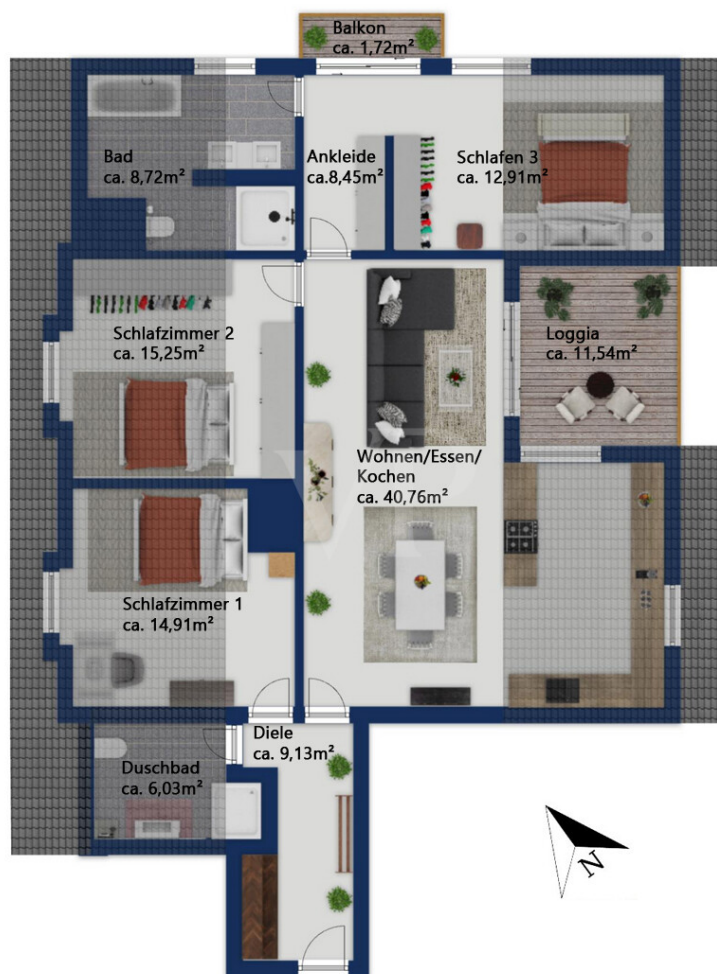 Balkon
ca. 1,72m²
Bad
ca. 8,72m²
Ankleide
ca.8,45m²
Schlafen 3
ca. 12,91m²
Schlafzimmer 2
ca. 15,25m²
Loggia
ca. 11,54m²
Wohnen/Essen/
Kochen
ca. 40,76m²
Schlafzimmer 1
ca. 14,91m²
Diele
ca. 9,13m²
Duschbad
ca. 6,03m²
N